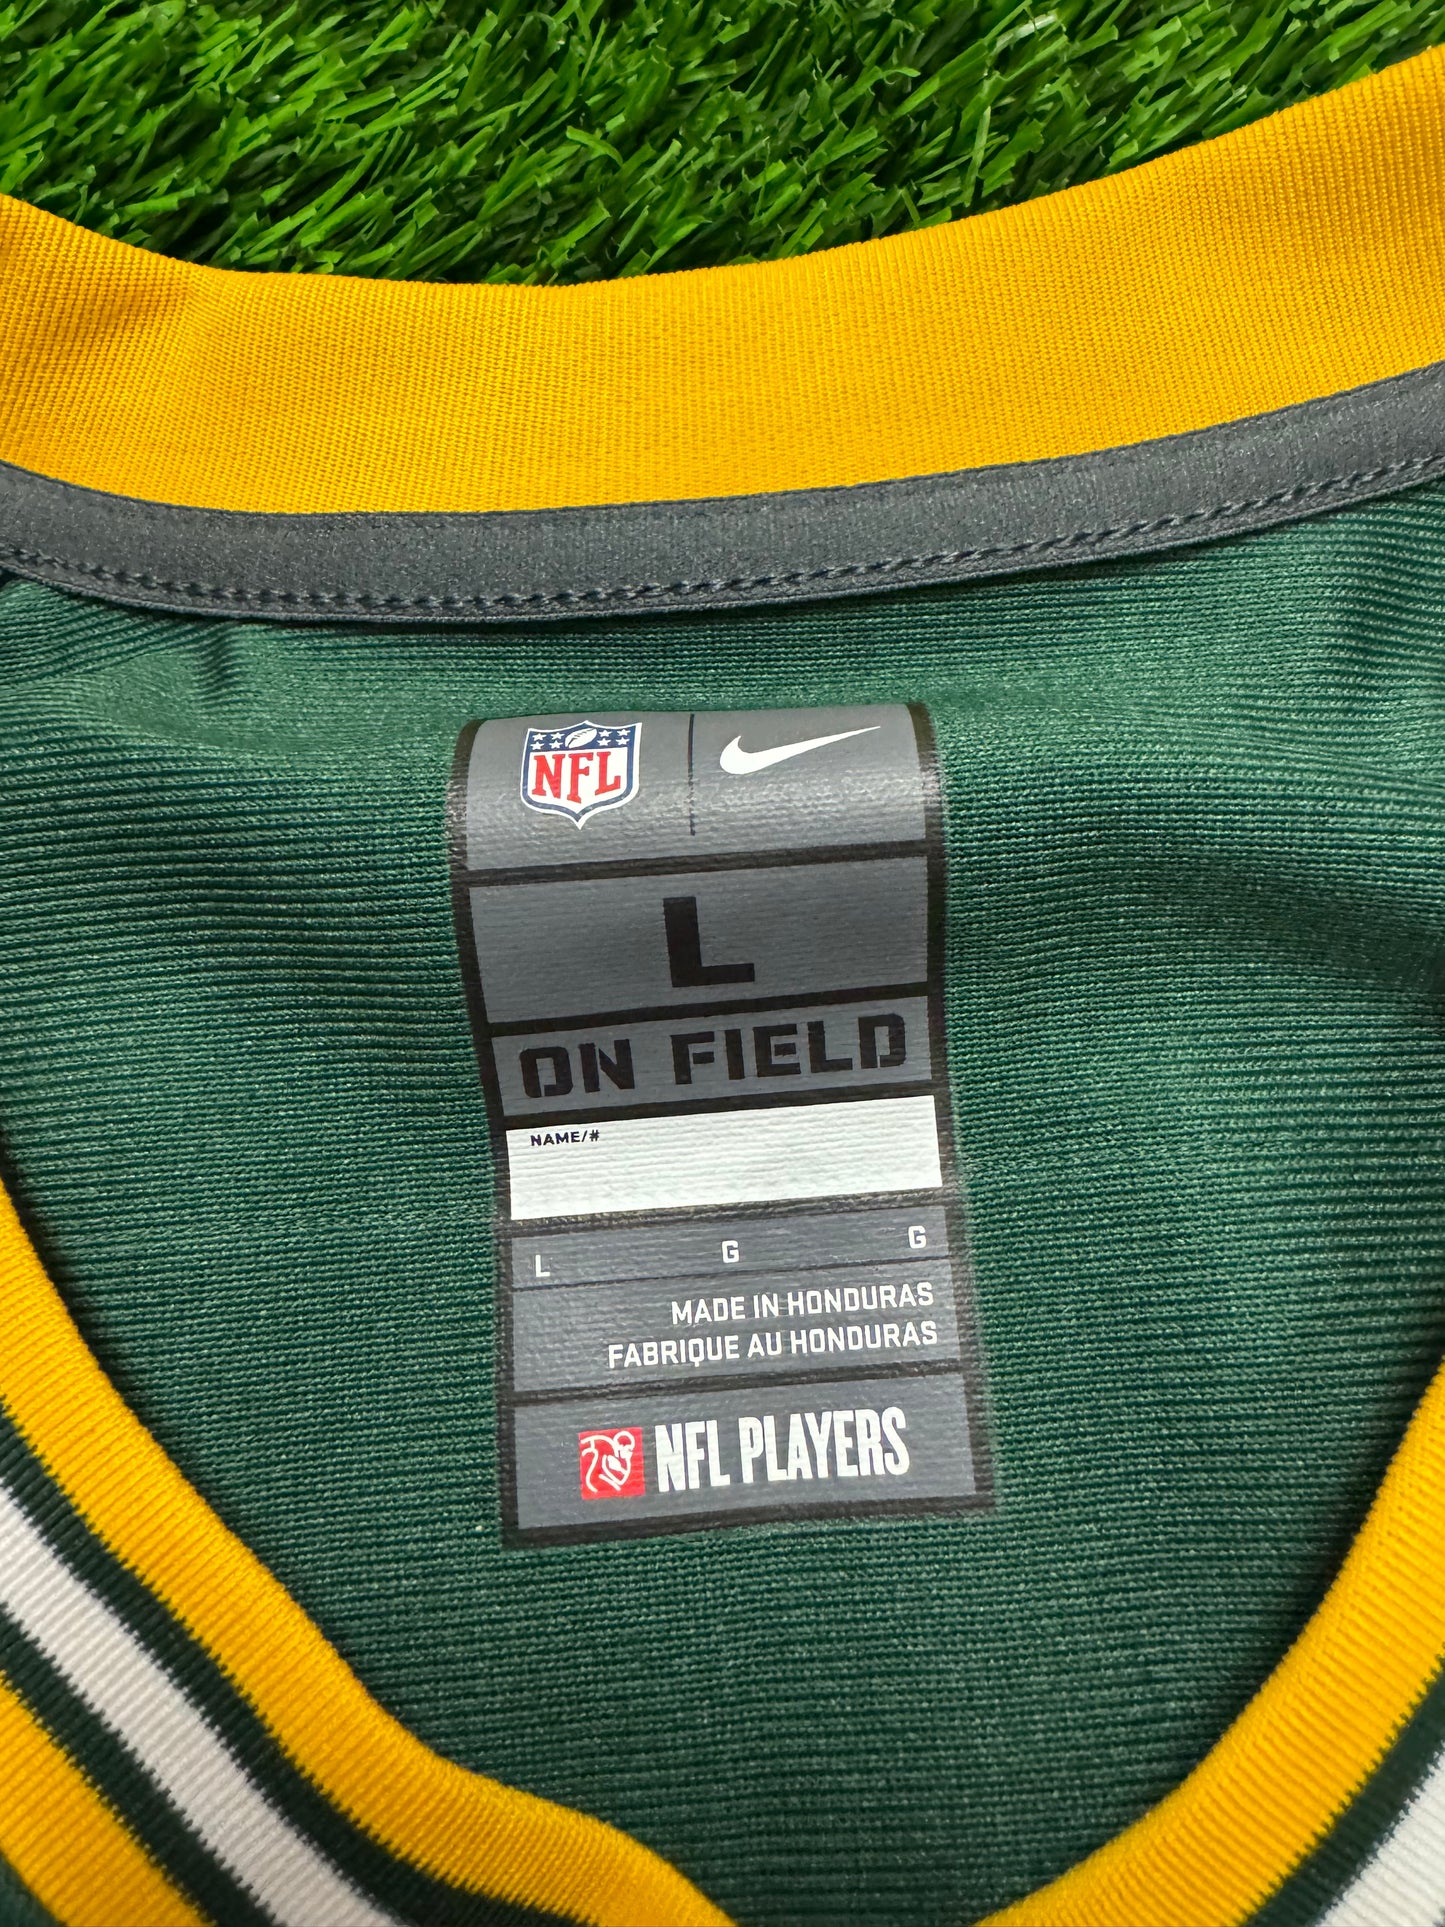 NFL
L
ON FIELD
NAME/#
L G G
MADE IN HONDURAS
FABRIQUE AU HONDURAS
NFL PLAYERS